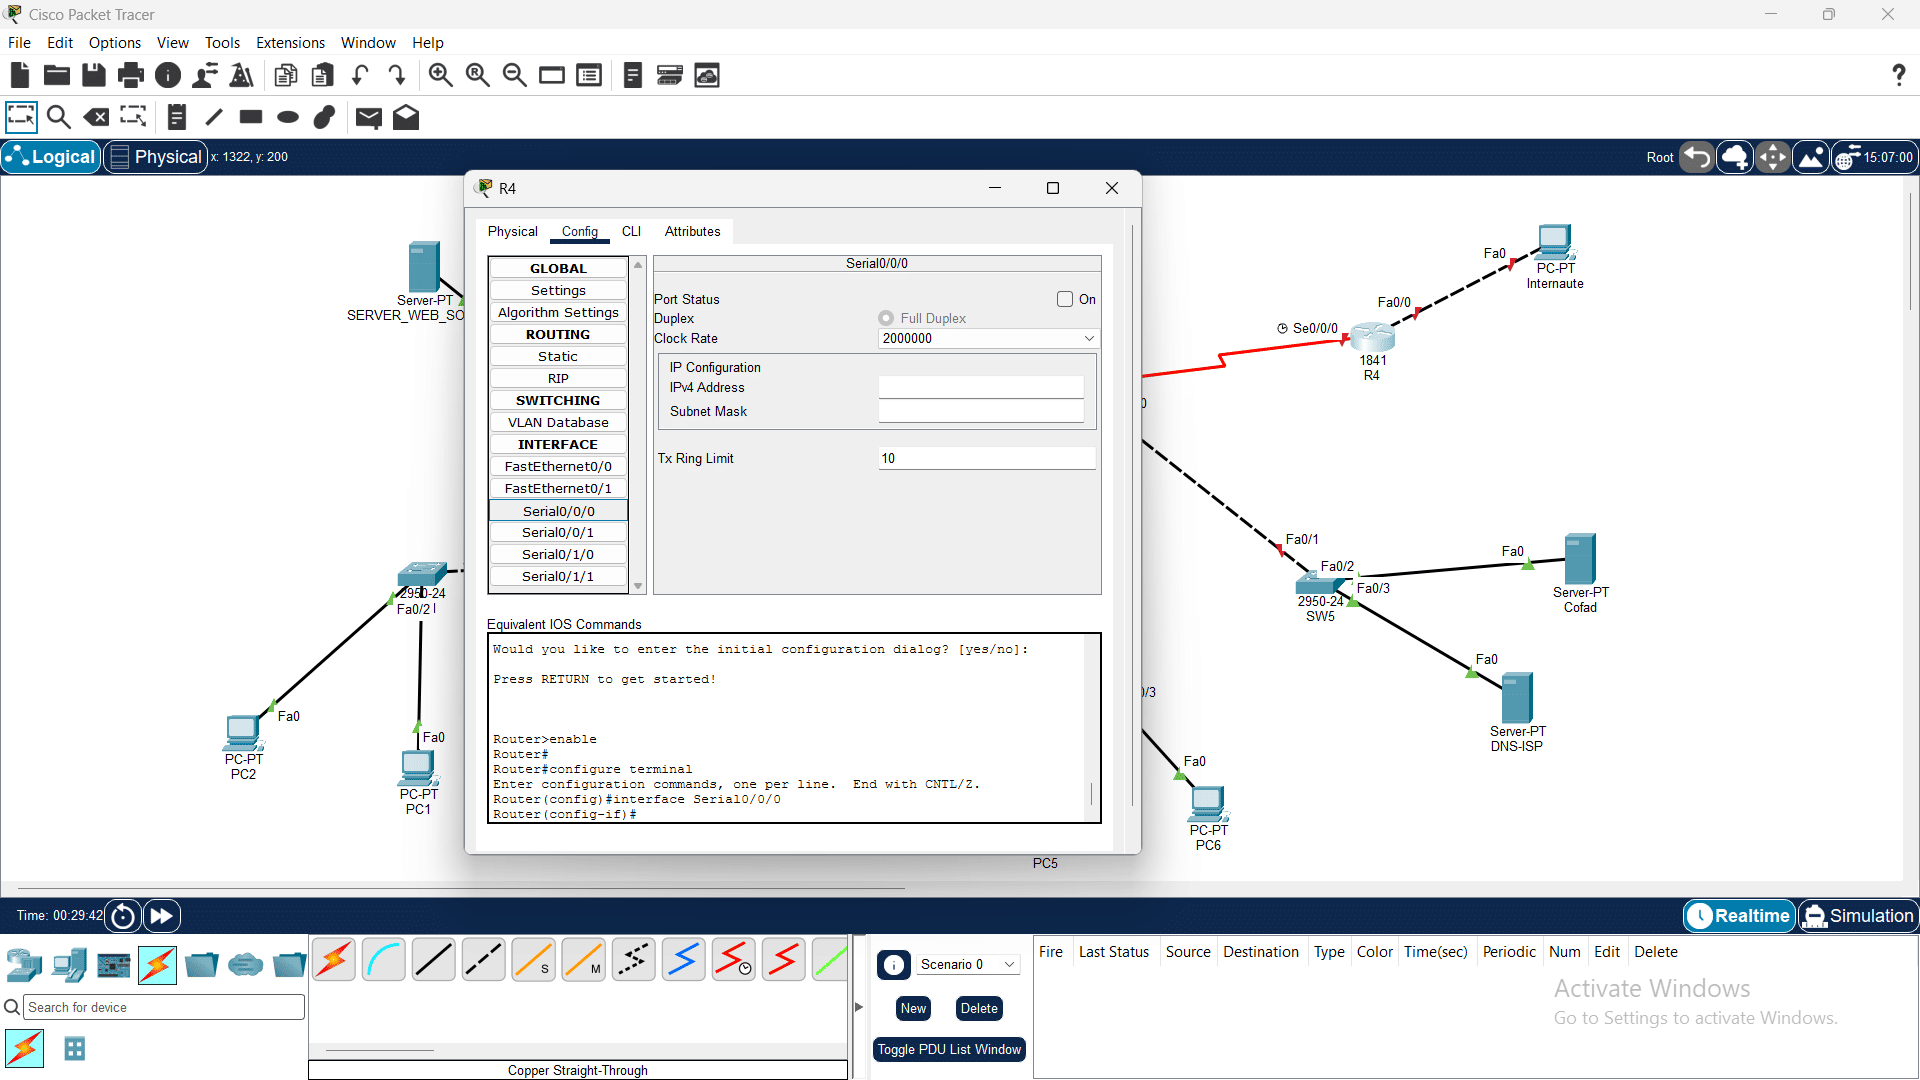 Cisco Packet Tracer
File Edit Options View Tools Extensions Window Help
Logical Physical x: 1322, y: 200 Root 15:07:00
R4
Physical Config CLI Attributes
GLOBAL
Settings
Algorithm Settings
ROUTING
Static
RIP
SWITCHING
VLAN Database
INTERFACE
FastEthernet0/0
FastEthernet0/1
Serial0/0/0
Serial0/0/1
Serial0/1/0
Serial0/1/1
Serial0/0/0
Port Status On
Duplex Full Duplex
Clock Rate 2000000
IP Configuration
IPv4 Address
Subnet Mask
Tx Ring Limit 10
Equivalent IOS Commands
Would you like to enter the initial configuration dialog? [yes/no]:
Press RETURN to get started!
Router>enable
Router#
Router#configure terminal
Enter configuration commands, one per line. End with CNTL/Z.
Router(config)#interface Serial0/0/0
Router(config-if)#
Server-PT
SERVER_WEB_SO
2950-24
Fa0/2
Fa0
PC-PT
PC2
Fa0
PC-PT
PC1
Fa0
PC-PT
Internaute
Fa0/0
Se0/0/0
1841
R4
0
Fa0/1
Fa0/2
Fa0/3
2950-24
SW5
Fa0
Server-PT
Cofad
Fa0
Server-PT
DNS-ISP
0/3
Fa0
PC-PT
PC6
PC5
Time: 00:29:42 Realtime Simulation
Search for device
S
M
Copper Straight-Through
Scenario 0
New Delete
Toggle PDU List Window
Fire Last Status Source Destination Type Color Time(sec) Periodic Num Edit Delete
Activate Windows
Go to Settings to activate Windows.